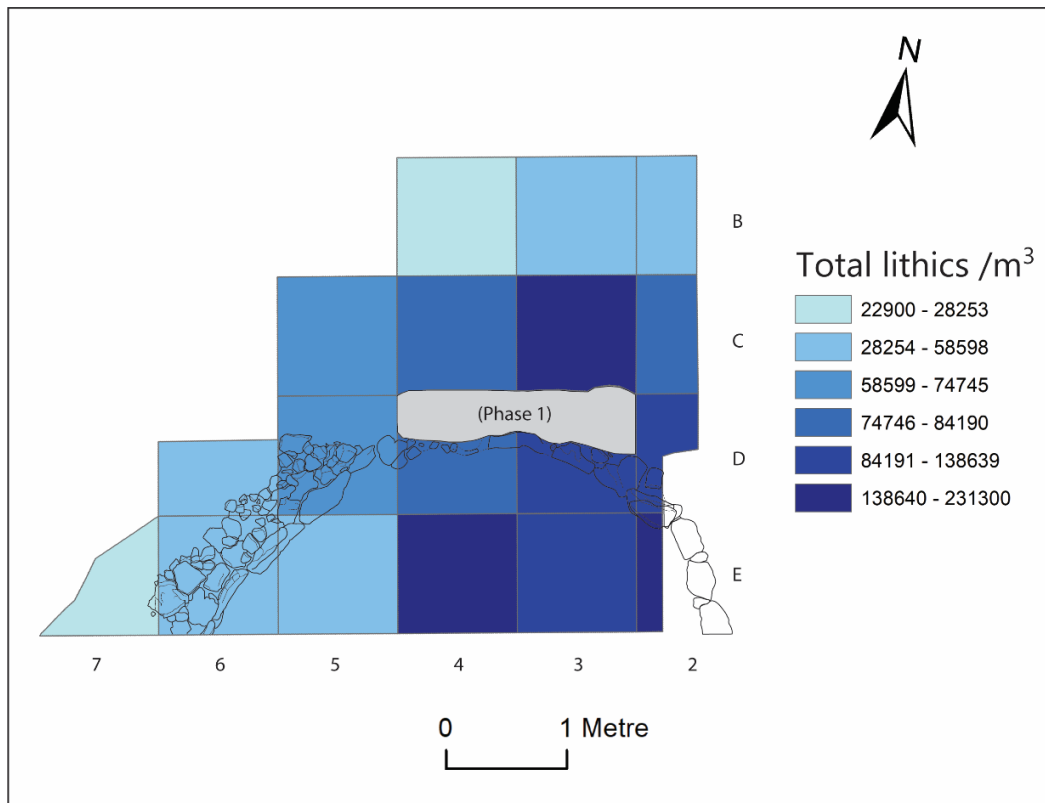 N
B
Total lithics /m³
22900 - 28253
28254 - 58598
C
58599 - 74745
(Phase 1)
74746 - 84190
D
84191 - 138639
138640 - 231300
E
7 6 5 4 3 2
0 1 Metre